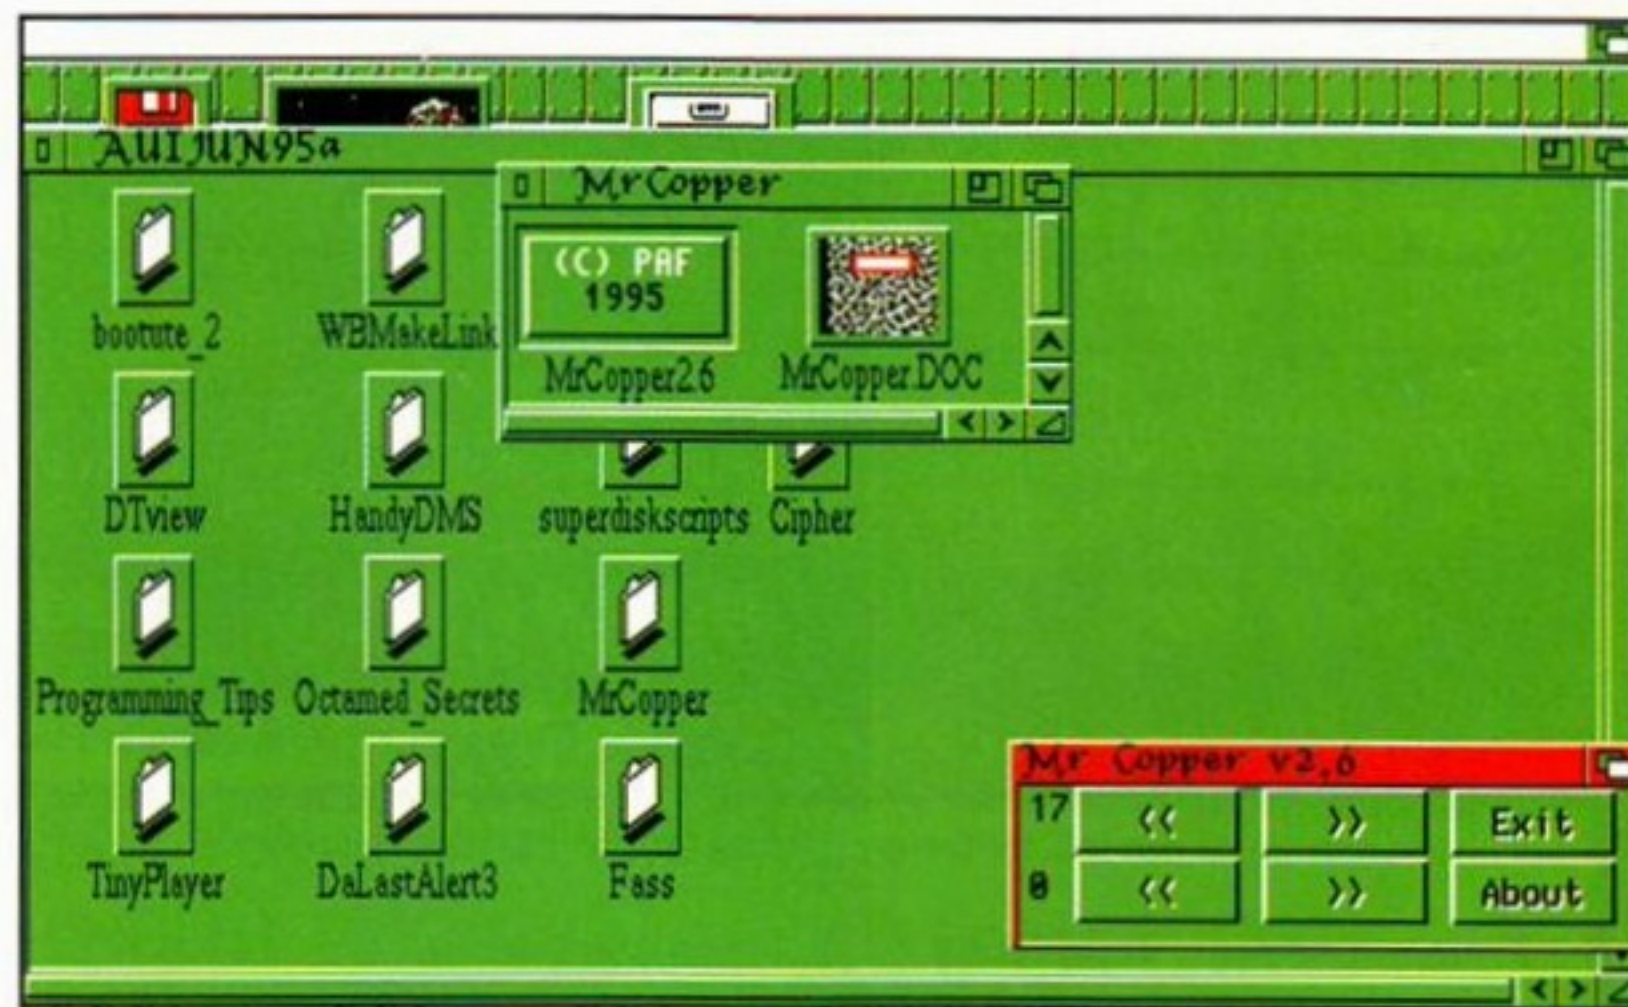 AUIJUN95a
MrCopper
(C) PAF
1995
MrCopper2.6
MrCopper.DOC
bootute_2
WBMakeLink
DTview
HandyDMS
superdiskscripts
Cipher
Programming_Tips
Octamed_Secrets
MrCopper
TinyPlayer
DaLastAlert3
Fass
Mr Copper v2,6
17
<<
>>
Exit
0
<<
>>
About